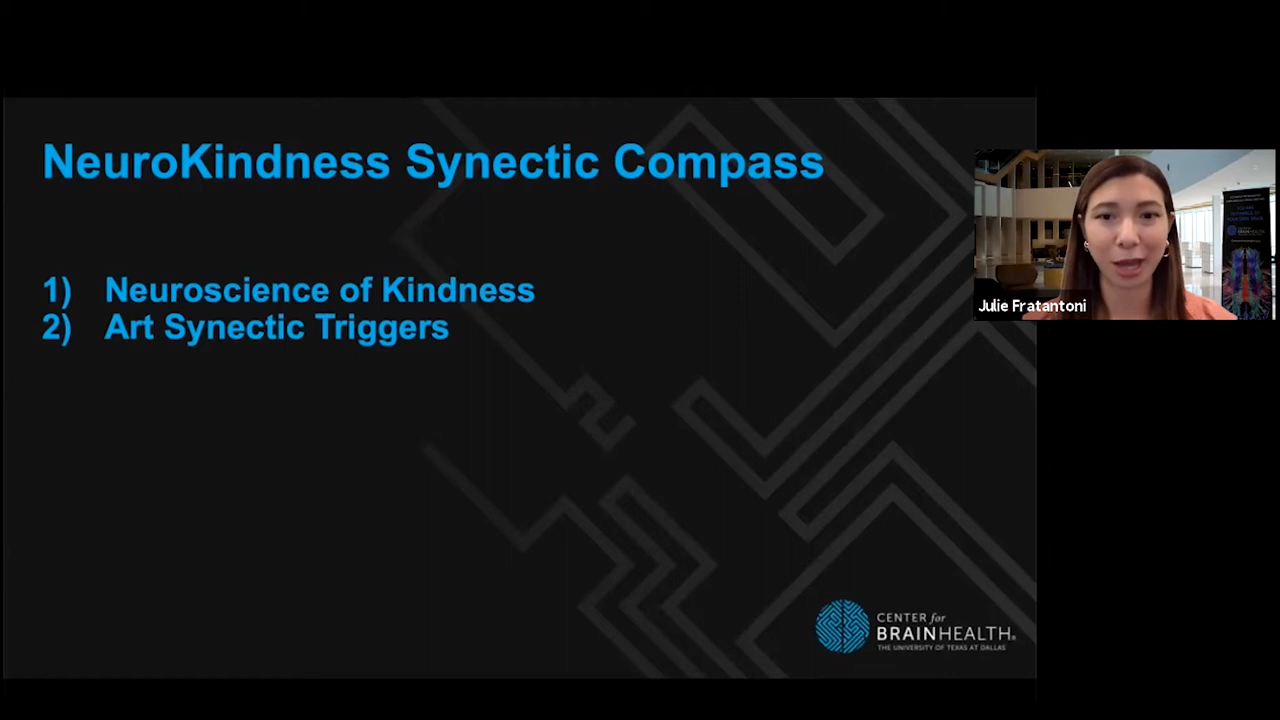 NeuroKindness Synectic Compass
1) Neuroscience of Kindness
2) Art Synectic Triggers
Julie Fratantoni
CENTER for
BRAINHEALTH®
THE UNIVERSITY OF TEXAS AT DALLAS